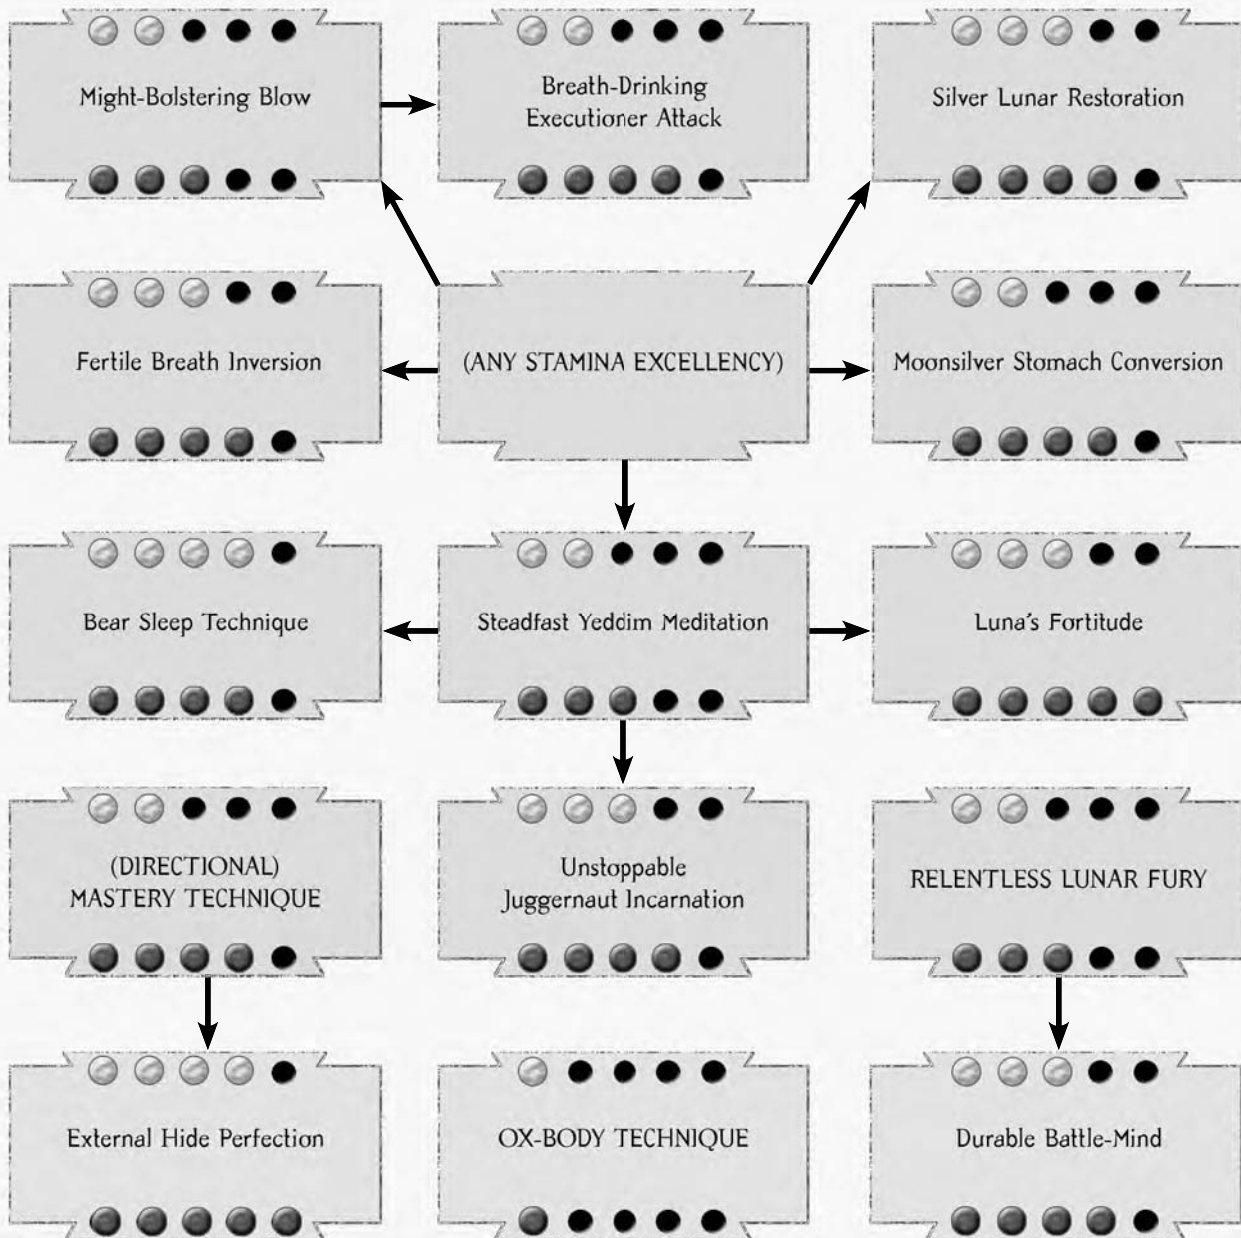 Might-Bolstering Blow
Breath-Drinking
Executioner Attack
Silver Lunar Restoration
Fertile Breath Inversion
(ANY STAMINA EXCELLENCY)
Moonsilver Stomach Conversion
Bear Sleep Technique
Steadfast Yeddim Meditation
Luna's Fortitude
(DIRECTIONAL)
MASTERY TECHNIQUE
Unstoppable
Juggernaut Incarnation
RELENTLESS LUNAR FURY
External Hide Perfection
OX-BODY TECHNIQUE
Durable Battle-Mind